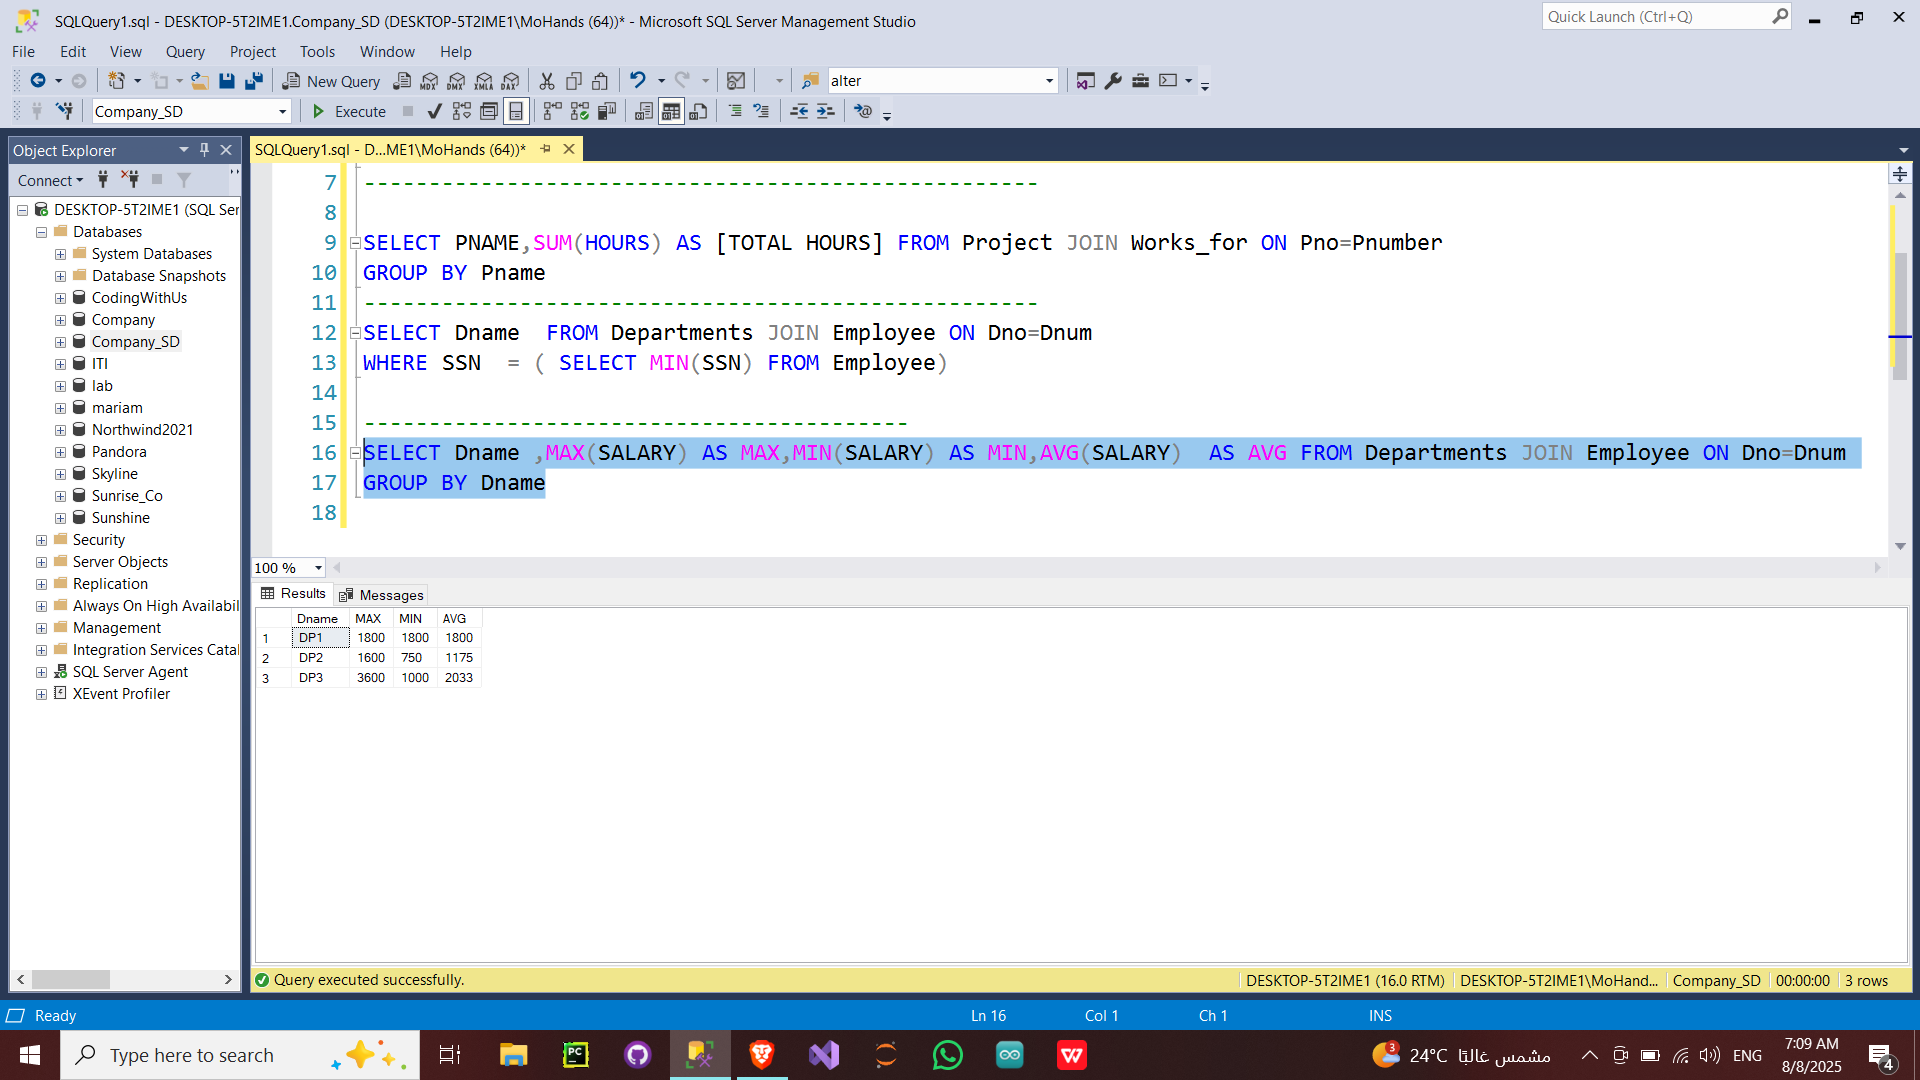 SQLQuery1.sql - DESKTOP-5T2IME1.Company_SD (DESKTOP-5T2IME1\MoHands (64))* - Microsoft SQL Server Management Studio
Quick Launch (Ctrl+Q)
File Edit View Query Project Tools Window Help
New Query MDX DMX XMLA DAX alter
Company_SD Execute
Object Explorer
SQLQuery1.sql - D...ME1\MoHands (64))*
Connect
DESKTOP-5T2IME1 (SQL Ser
Databases
System Databases
Database Snapshots
CodingWithUs
Company
Company_SD
ITI
lab
mariam
Northwind2021
Pandora
Skyline
Sunrise_Co
Sunshine
Security
Server Objects
Replication
Always On High Availabil
Management
Integration Services Catal
SQL Server Agent
XEvent Profiler
7 ----------------------------------------------------
8
9 SELECT PNAME,SUM(HOURS) AS [TOTAL HOURS] FROM Project JOIN Works_for ON Pno=Pnumber
10 GROUP BY Pname
11 ----------------------------------------------------
12 SELECT Dname  FROM Departments JOIN Employee ON Dno=Dnum
13 WHERE SSN  = ( SELECT MIN(SSN) FROM Employee)
14
15 ------------------------------------------
16 SELECT Dname ,MAX(SALARY) AS MAX,MIN(SALARY) AS MIN,AVG(SALARY)  AS AVG FROM Departments JOIN Employee ON Dno=Dnum
17 GROUP BY Dname
18
100 %
Results Messages
Dname MAX MIN AVG
1 DP1 1800 1800 1800
2 DP2 1600 750 1175
3 DP3 3600 1000 2033
Query executed successfully.
DESKTOP-5T2IME1 (16.0 RTM) DESKTOP-5T2IME1\MoHand... Company_SD 00:00:00 3 rows
Ready Ln 16 Col 1 Ch 1 INS
Type here to search
PC
W
3
24°C مشمس غالبًا
ENG
7:09 AM
8/8/2025
4